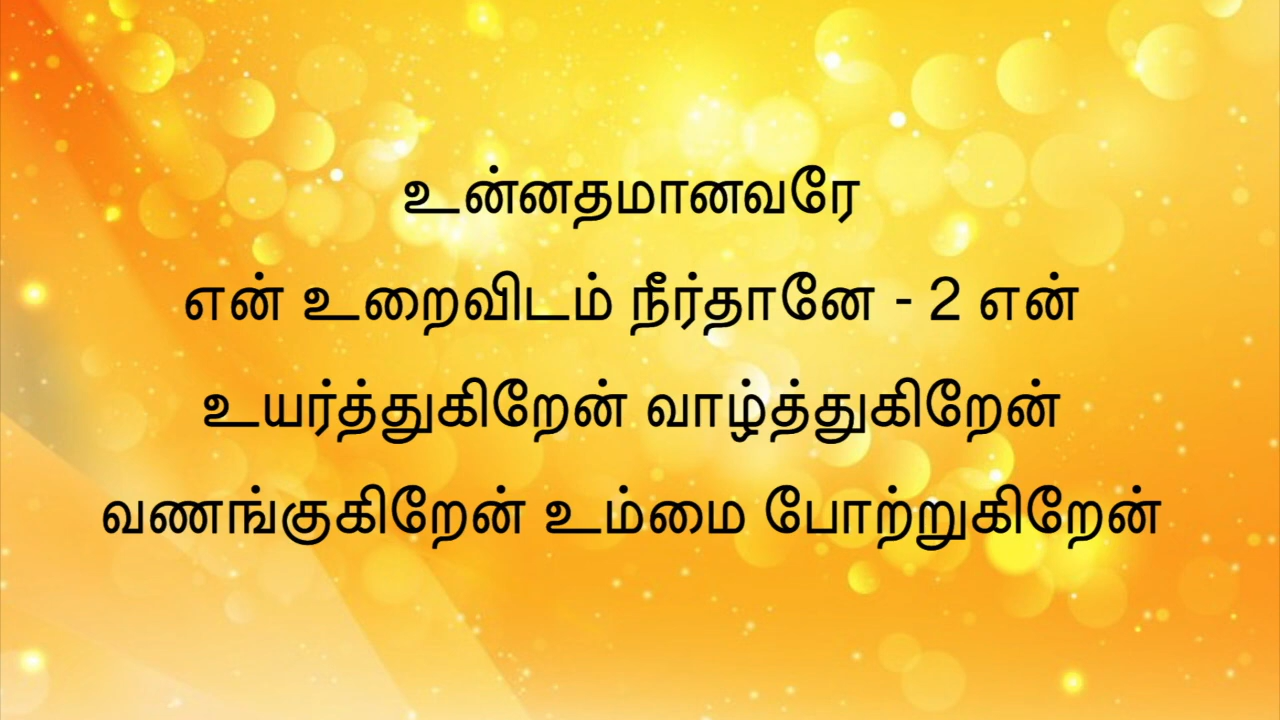 உன்னதமானவரே
என் உறைவிடம் நீர்தானே - 2 என்
உயர்த்துகிறேன் வாழ்த்துகிறேன்
வணங்குகிறேன் உம்மை போற்றுகிறேன்